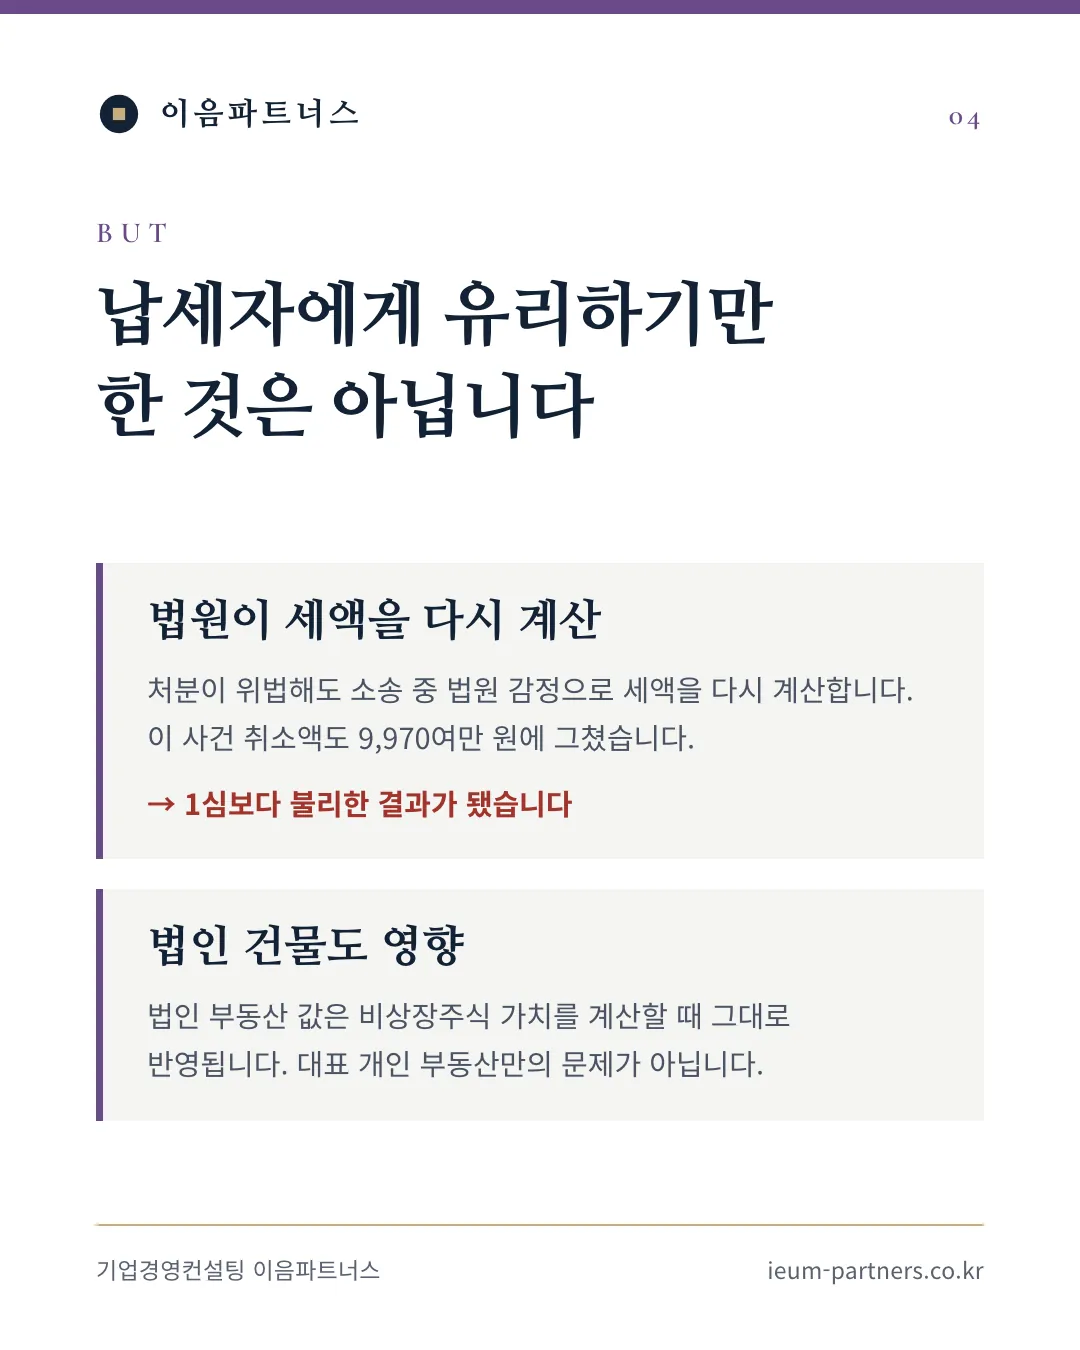 이음파트너스
04
BUT
납세자에게 유리하기만
한 것은 아닙니다
법원이 세액을 다시 계산
처분이 위법해도 소송 중 법원 감정으로 세액을 다시 계산합니다.
이 사건 취소액도 9,970여만 원에 그쳤습니다.
→ 1심보다 불리한 결과가 됐습니다
법인 건물도 영향
법인 부동산 값은 비상장주식 가치를 계산할 때 그대로
반영됩니다. 대표 개인 부동산만의 문제가 아닙니다.
기업경영컨설팅 이음파트너스
ieum-partners.co.kr